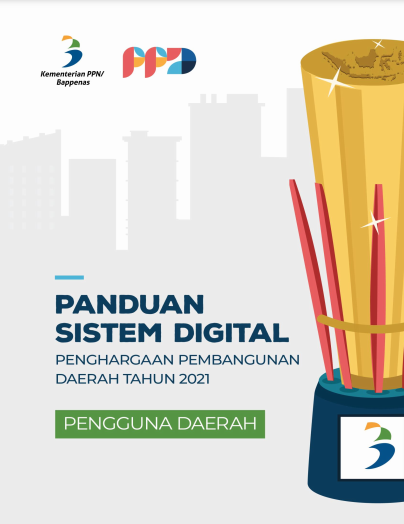 Kementerian PPN/
Bappenas
PPD
PANDUAN
SISTEM DIGITAL
PENGHARGAAN PEMBANGUNAN
DAERAH TAHUN 2021
PENGGUNA DAERAH